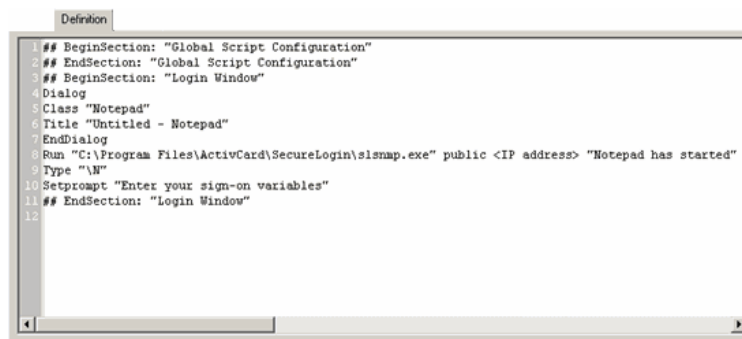 Definition
1 ## BeginSection: "Global Script Configuration"
2 ## EndSection: "Global Script Configuration"
3 ## BeginSection: "Login Window"
4 Dialog
5 Class "Notepad"
6 Title "Untitled - Notepad"
7 EndDialog
8 Run "C:\Program Files\ActivCard\SecureLogin\slsnmp.exe" public <IP address> "Notepad has started"
9 Type "\N"
10 Setprompt "Enter your sign-on variables"
11 ## EndSection: "Login Window"
12